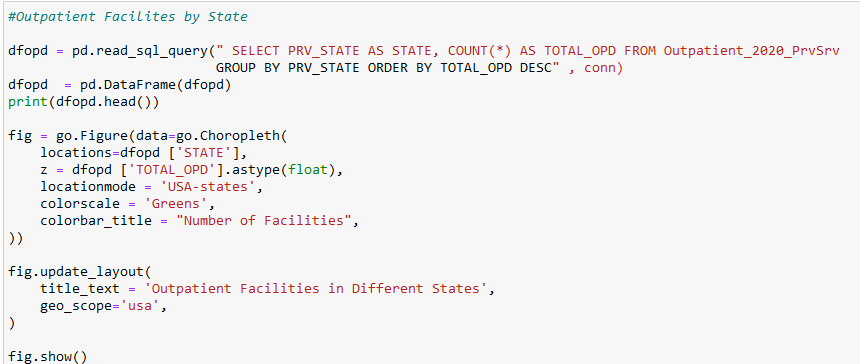 #Outpatient Facilites by State
dfopd = pd.read_sql_query(" SELECT PRV_STATE AS STATE, COUNT(*) AS TOTAL_OPD FROM Outpatient_2020_PrvSrv
                          GROUP BY PRV_STATE ORDER BY TOTAL_OPD DESC" , conn)
dfopd  = pd.DataFrame(dfopd)
print(dfopd.head())
fig = go.Figure(data=go.Choropleth(
    locations=dfopd ['STATE'],
    z = dfopd ['TOTAL_OPD'].astype(float),
    locationmode = 'USA-states',
    colorscale = 'Greens',
    colorbar_title = "Number of Facilities",
))
fig.update_layout(
    title_text = 'Outpatient Facilities in Different States',
    geo_scope='usa',
)
fig.show()